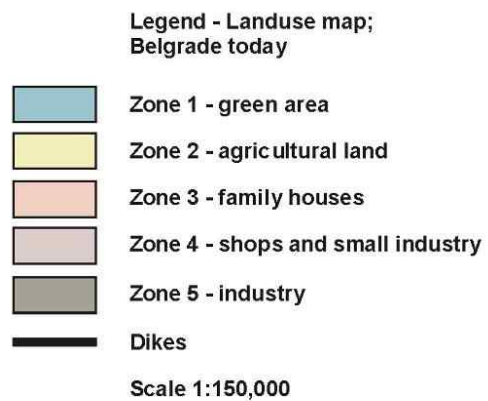 Legend - Landuse map;
Belgrade today
Zone 1 - green area
Zone 2 - agricultural land
Zone 3 - family houses
Zone 4 - shops and small industry
Zone 5 - industry
Dikes
Scale 1:150,000